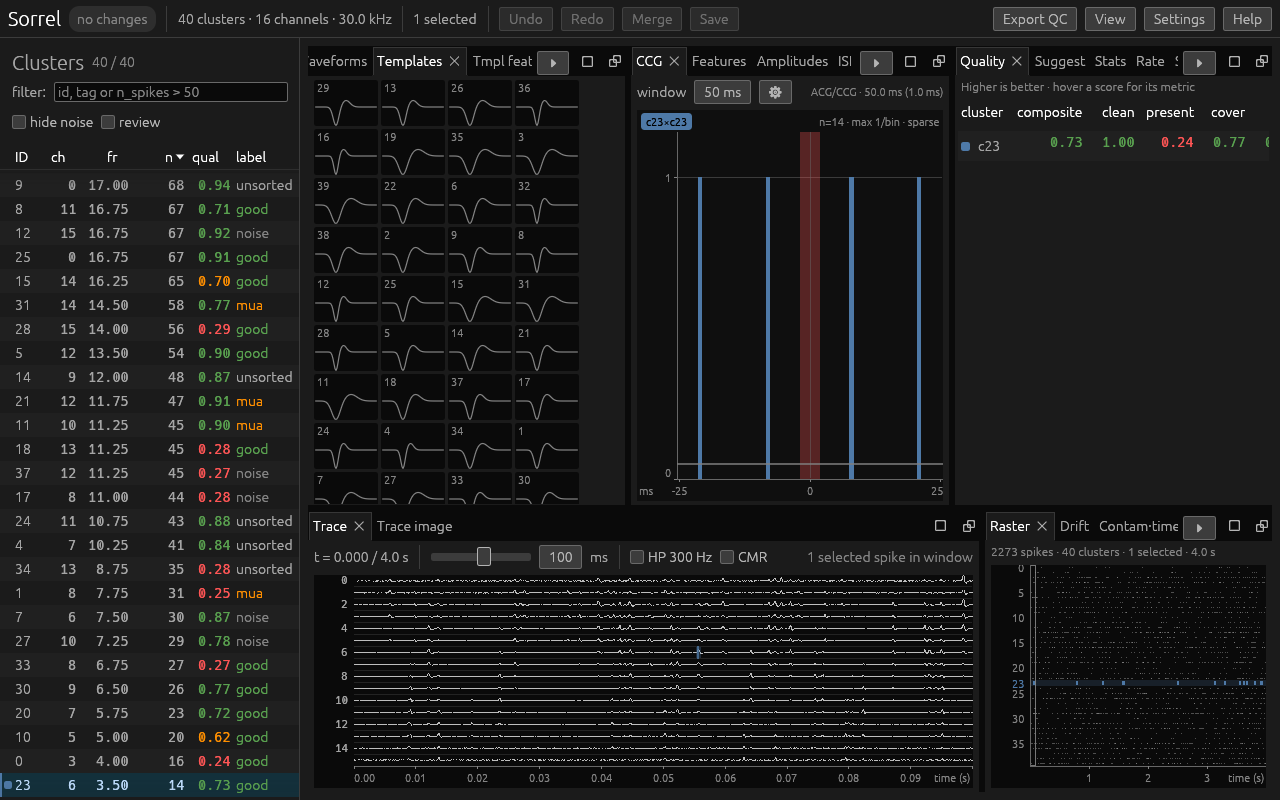 Sorrel no changes 40 clusters · 16 channels · 30.0 kHz 1 selected Undo Redo Merge Save Export QC View Settings Help
Clusters 40 / 40
filter: id, tag or n_spikes > 50
hide noise review
ID ch fr n qual label
9 0 17.00 68 0.94 unsorted
8 11 16.75 67 0.71 good
12 15 16.75 67 0.92 noise
25 0 16.75 67 0.91 good
15 14 16.25 65 0.70 good
31 14 14.50 58 0.77 mua
28 15 14.00 56 0.29 good
5 12 13.50 54 0.90 good
14 9 12.00 48 0.87 unsorted
21 12 11.75 47 0.91 mua
11 10 11.25 45 0.90 mua
18 13 11.25 45 0.28 good
37 12 11.25 45 0.27 noise
17 8 11.00 44 0.28 noise
24 11 10.75 43 0.88 unsorted
4 7 10.25 41 0.84 unsorted
34 13 8.75 35 0.28 unsorted
1 8 7.75 31 0.25 mua
7 6 7.50 30 0.87 noise
27 10 7.25 29 0.78 noise
33 8 6.75 27 0.27 good
30 9 6.50 26 0.77 good
20 7 5.75 23 0.72 good
10 5 5.00 20 0.62 good
0 3 4.00 16 0.24 good
23 6 3.50 14 0.73 good
aveforms Templates Tmpl feat
29 13 26 36
16 19 35 3
39 22 6 32
38 2 9 8
12 25 15 31
28 5 14 21
11 18 37 17
24 4 34 1
7 27 33 30
CCG Features Amplitudes ISI
window 50 ms ACG/CCG · 50.0 ms (1.0 ms)
c23×c23 n=14 · max 1/bin · sparse
1
0
ms -25 0 25
Quality Suggest Stats Rate
Higher is better · hover a score for its metric
cluster composite clean present cover
c23 0.73 1.00 0.24 0.77
Trace Trace image
t = 0.000 / 4.0 s 100 ms HP 300 Hz CMR 1 selected spike in window
0
2
4
6
8
10
12
14
0.00 0.01 0.02 0.03 0.04 0.05 0.06 0.07 0.08 0.09 time (s)
Raster Drift Contam-time
2273 spikes · 40 clusters · 1 selected · 4.0 s
0
5
10
15
20
23
25
30
35
1 2 3 time (s)